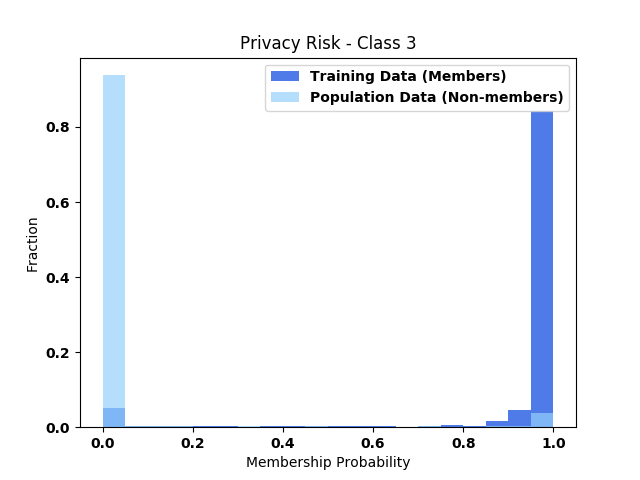 Privacy Risk - Class 3
Training Data (Members)
Population Data (Non-members)
0.8
0.6
0.4
0.2
0.0
Fraction
0.0 0.2 0.4 0.6 0.8 1.0
Membership Probability